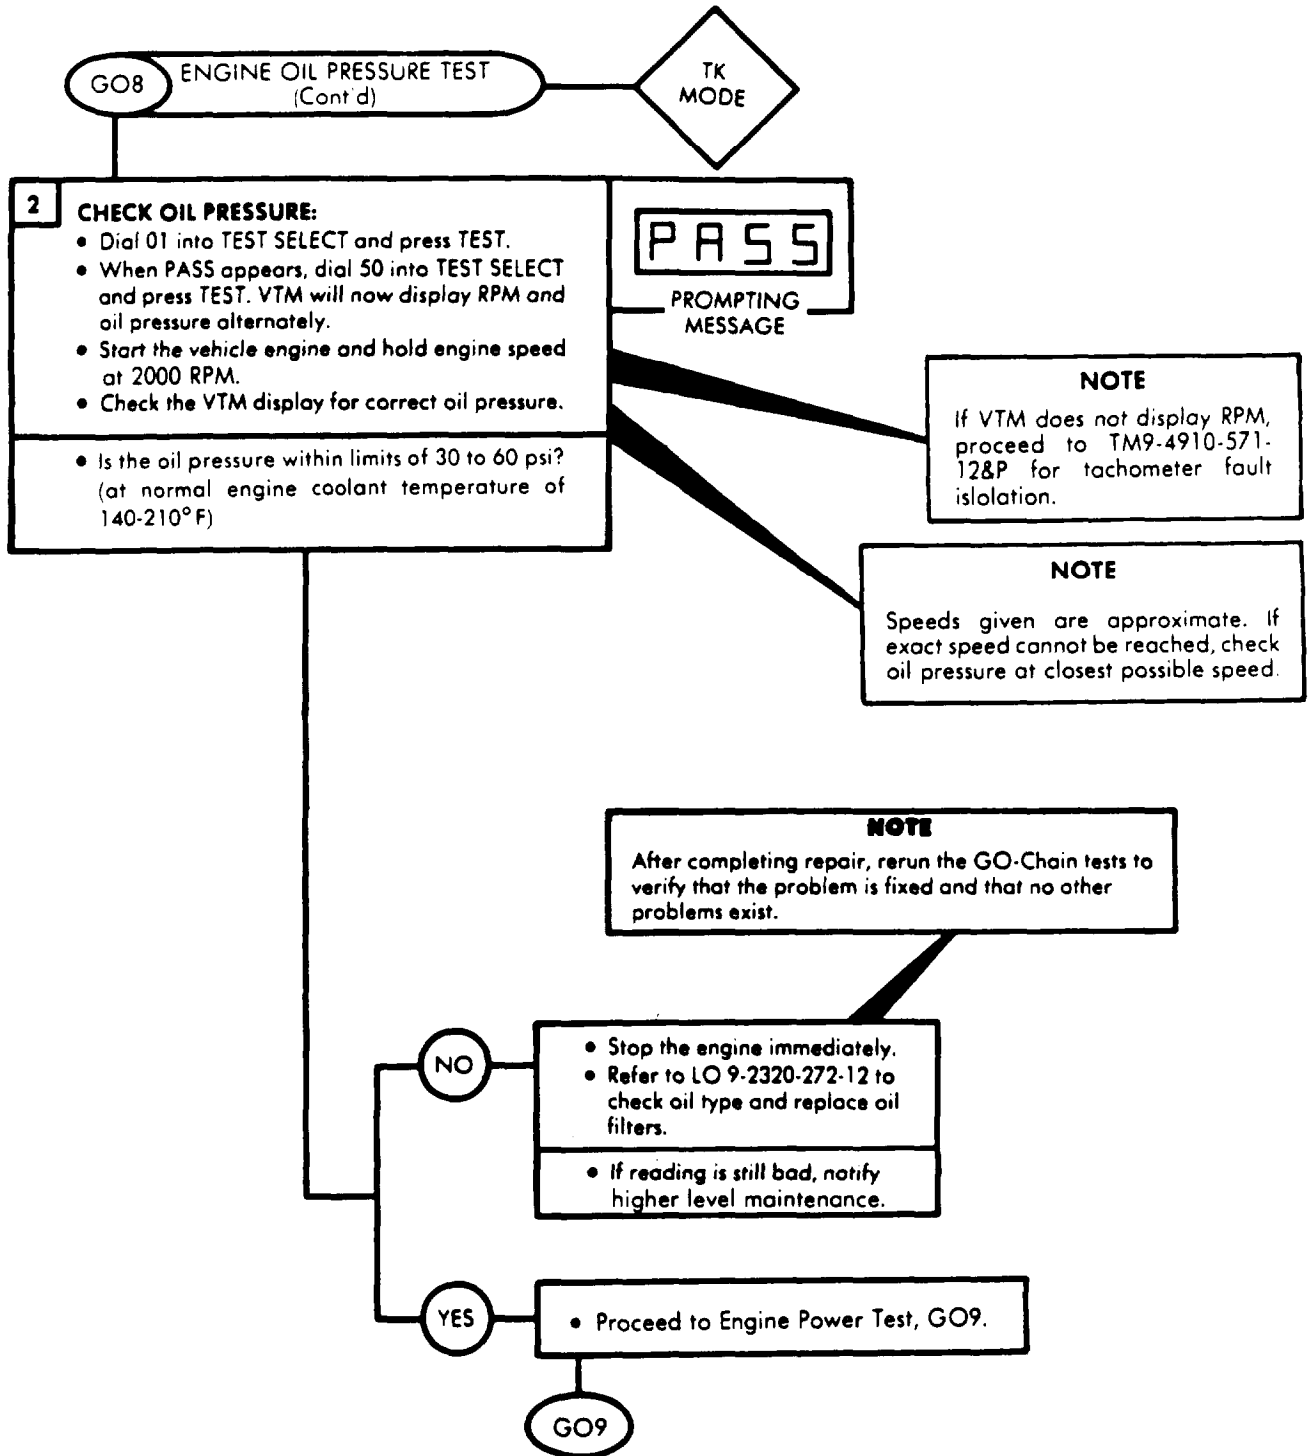 GO8
ENGINE OIL PRESSURE TEST
(Cont'd)
TK
MODE
2
CHECK OIL PRESSURE:
• Dial 01 into TEST SELECT and press TEST.
• When PASS appears, dial 50 into TEST SELECT
and press TEST. VTM will now display RPM and
oil pressure alternately.
• Start the vehicle engine and hold engine speed
at 2000 RPM.
• Check the VTM display for correct oil pressure.
• Is the oil pressure within limits of 30 to 60 psi?
(at normal engine coolant temperature of
140-210° F)
PASS
PROMPTING
MESSAGE
NOTE
If VTM does not display RPM,
proceed to TM9-4910-571-
12&P for tachometer fault
islolation.
NOTE
Speeds given are approximate. If
exact speed cannot be reached, check
oil pressure at closest possible speed.
NOTE
After completing repair, rerun the GO-Chain tests to
verify that the problem is fixed and that no other
problems exist.
NO
• Stop the engine immediately.
• Refer to LO 9-2320-272-12 to
check oil type and replace oil
filters.
• If reading is still bad, notify
higher level maintenance.
YES
• Proceed to Engine Power Test, GO9.
GO9